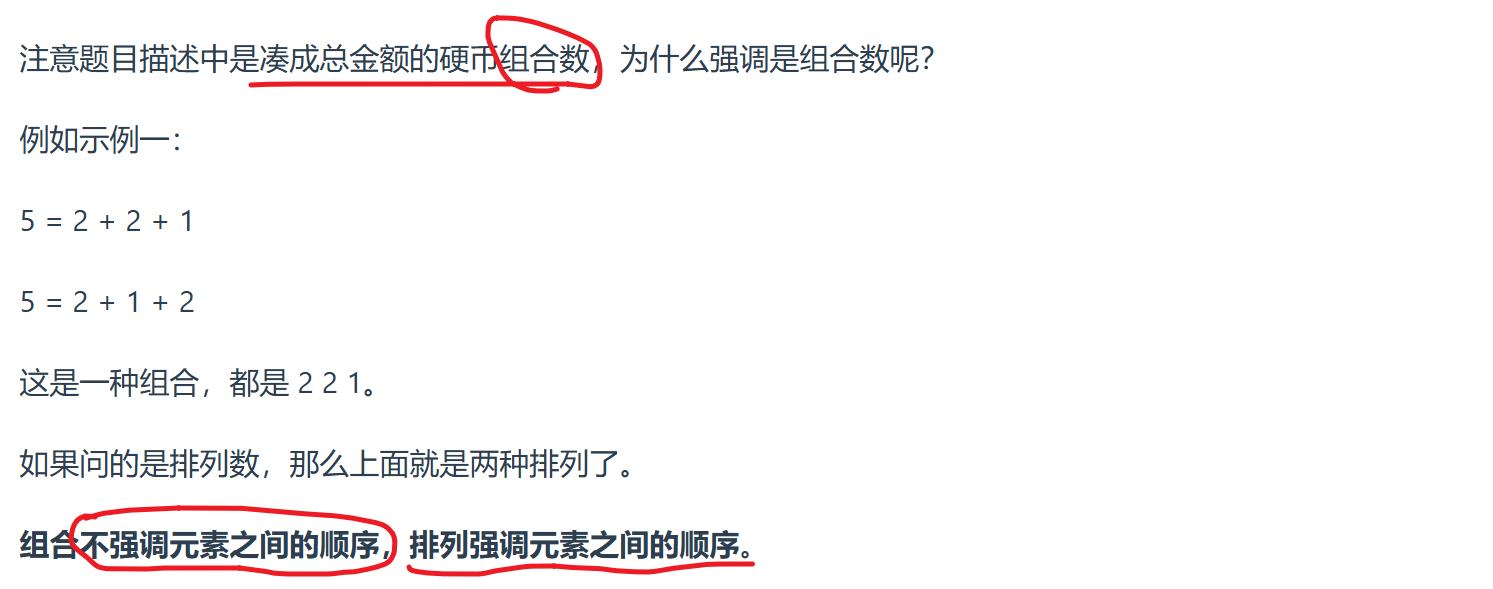 注意题目描述中是凑成总金额的硬币组合数，为什么强调是组合数呢？
例如示例一：
5 = 2 + 2 + 1
5 = 2 + 1 + 2
这是一种组合，都是 2 2 1。
如果问的是排列数，那么上面就是两种排列了。
组合不强调元素之间的顺序，排列强调元素之间的顺序。